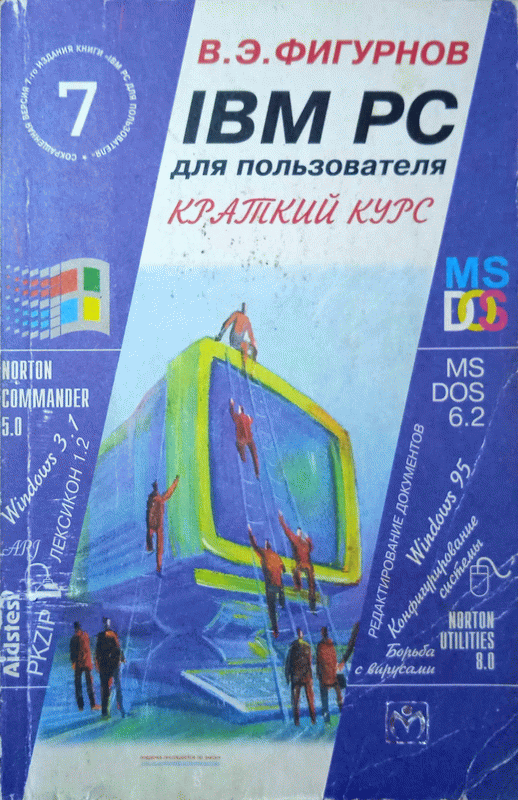 СОКРАЩЕННАЯ ВЕРСИЯ 7-ГО ИЗДАНИЯ КНИГИ «IBM PC ДЛЯ ПОЛЬЗОВАТЕЛЯ»
7
В.Э.ФИГУРНОВ
IBM PC
для пользователя
КРАТКИЙ КУРС
MS
DOS
NORTON
COMMANDER
5.0
Windows 3.1
ЛЕКСИКОН 1.2
ARJ
PKZIP
Aidstest
MS
DOS
6.2
РЕДАКТИРОВАНИЕ ДОКУМЕНТОВ
Windows 95
Конфигурирование
системы
Борьба
с вирусами
NORTON
UTILITIES
8.0